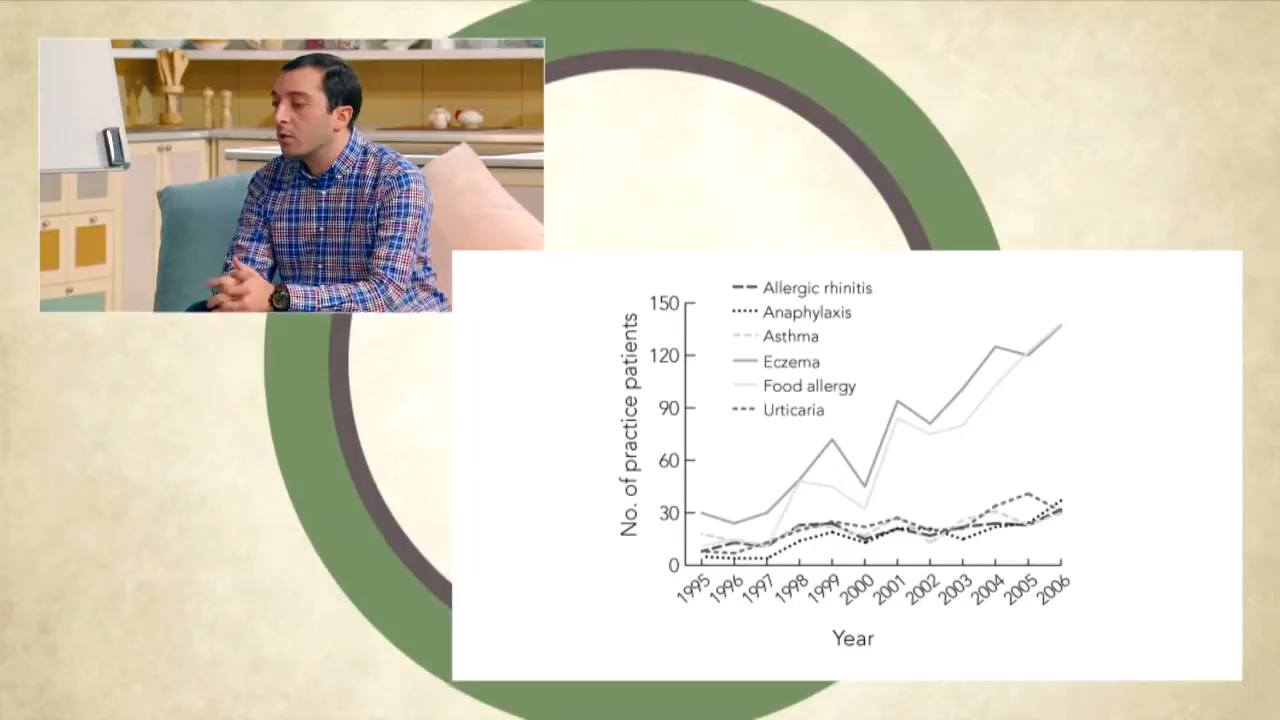 Allergic rhinitis
Anaphylaxis
Asthma
Eczema
Food allergy
Urticaria
No. of practice patients
150
120
90
60
30
0
1995 1996 1997 1998 1999 2000 2001 2002 2003 2004 2005 2006
Year